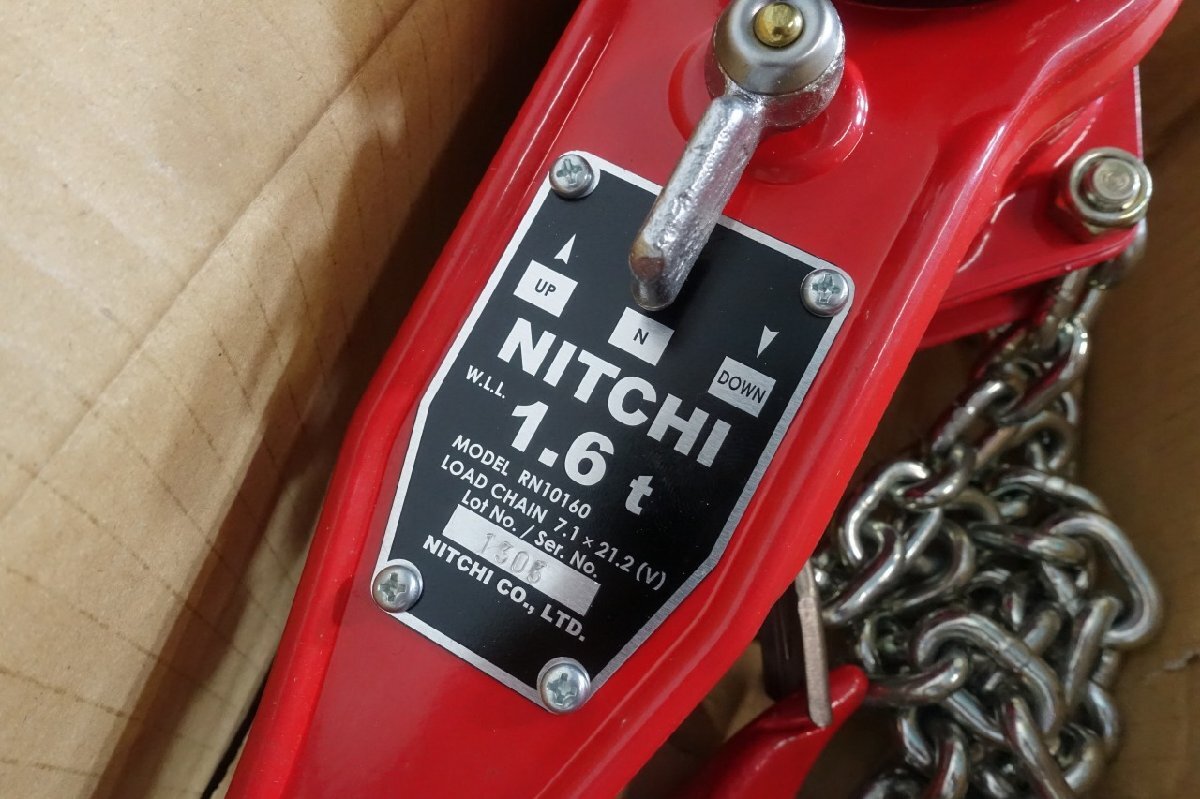 UP
N
DOWN
NITCHI
W.L.L.
1.6 t
MODEL RN10160
LOAD CHAIN 7.1 × 21.2 (V)
Lot No. / Ser. No.
1303
NITCHI CO., LTD.